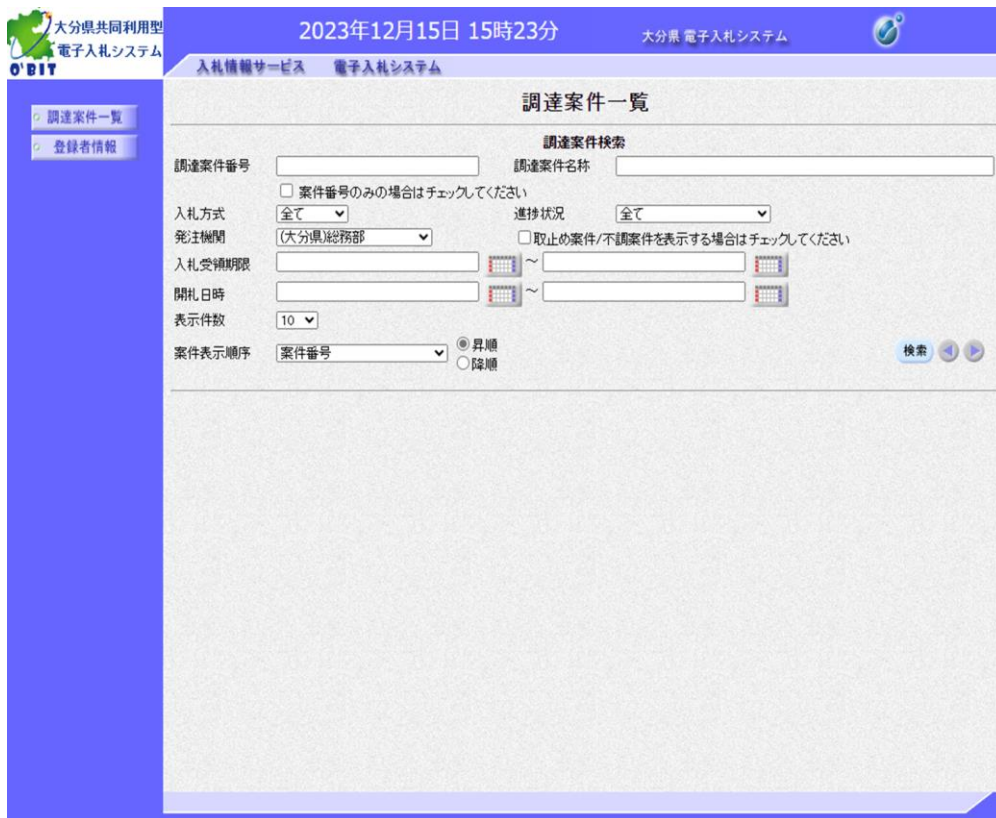 大分県共同利用型
電子入札システム
O'BIT
2023年12月15日 15時23分
大分県 電子入札システム
入札情報サービス 電子入札システム
調達案件一覧
登録者情報
調達案件一覧
調達案件検索
調達案件番号 調達案件名称
案件番号のみの場合はチェックしてください
入札方式 全て 進捗状況 全て
発注機関 (大分県)総務部 取止め案件/不調案件を表示する場合はチェックしてください
入札受領期限 ～
開札日時 ～
表示件数 10
案件表示順序 案件番号 昇順
降順
検索